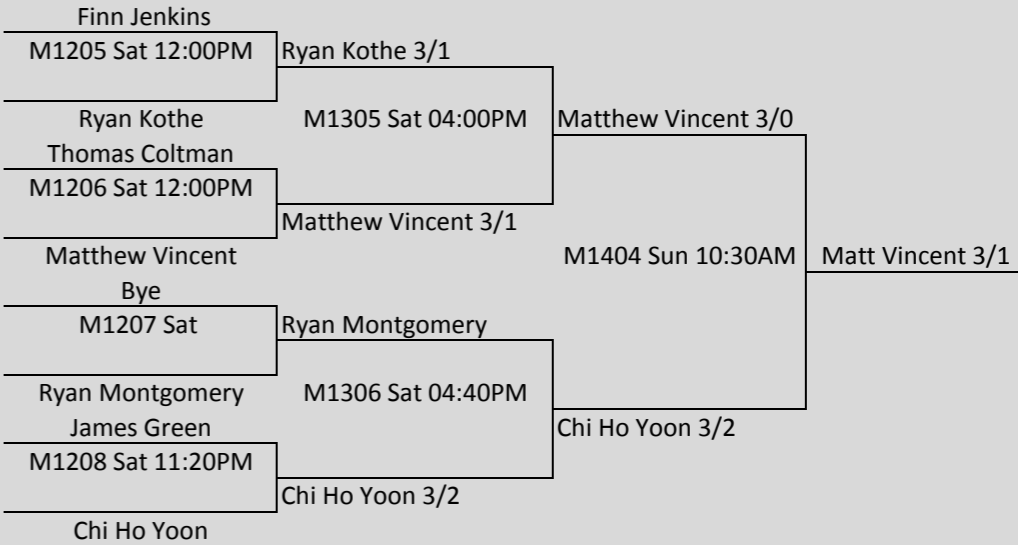 Finn Jenkins
M1205 Sat 12:00PM
Ryan Kothe 3/1
Ryan Kothe
M1305 Sat 04:00PM
Matthew Vincent 3/0
Thomas Coltman
M1206 Sat 12:00PM
Matthew Vincent 3/1
Matthew Vincent
M1404 Sun 10:30AM
Matt Vincent 3/1
Bye
M1207 Sat
Ryan Montgomery
Ryan Montgomery
M1306 Sat 04:40PM
James Green
Chi Ho Yoon 3/2
M1208 Sat 11:20PM
Chi Ho Yoon 3/2
Chi Ho Yoon